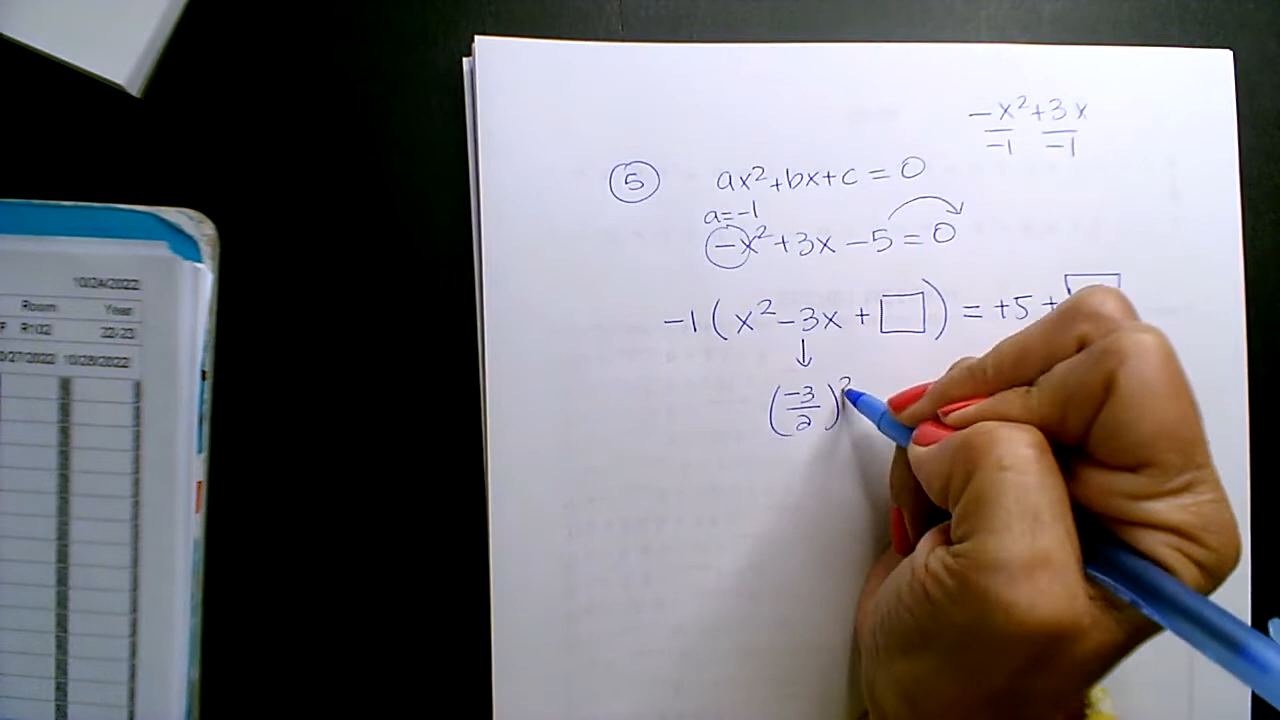 -x²+3x
-1 -1
5 ax²+bx+c=0
a=-1
-x²+3x-5=0
-1(x²-3x+□)=+5+□
↓
(-3/2)²
10/24/2022
Room Year
R102 22/23
10/28/2022